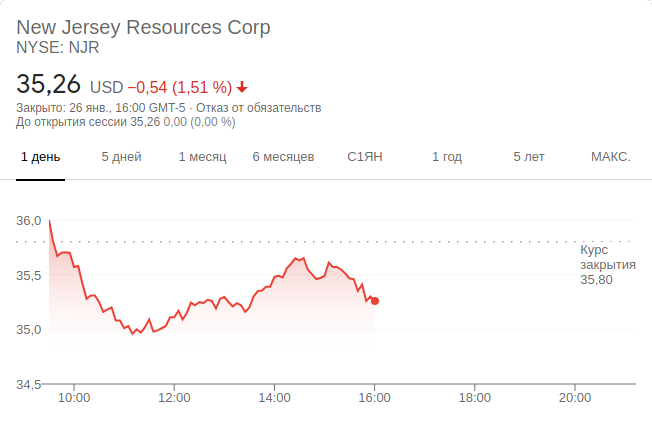 New Jersey Resources Corp
NYSE: NJR
35,26 USD −0,54 (1,51 %)
Закрыто: 26 янв., 16:00 GMT-5 · Отказ от обязательств
До открытия сессии 35,26 0,00 (0,00 %)
1 день 5 дней 1 месяц 6 месяцев С1ЯН 1 год 5 лет МАКС.
36,0
Курс
закрытия
35,80
35,5
35,0
34,5
10:00 12:00 14:00 16:00 18:00 20:00